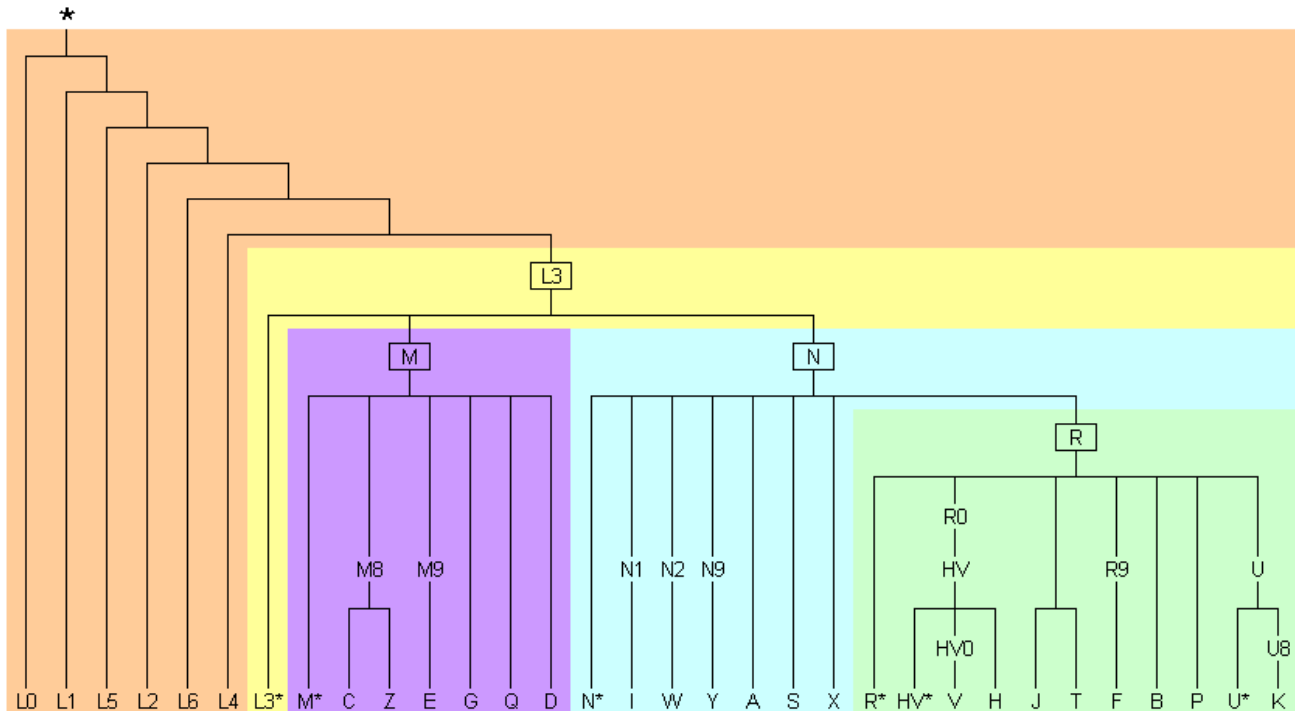 *
L3
M N
R
R0
M8 M9 N1 N2 N9 HV R9 U
HV0 U8
L0 L1 L5 L2 L6 L4 L3* M* C Z E G Q D N* I W Y A S X R* HV* V H J T F B P U* K